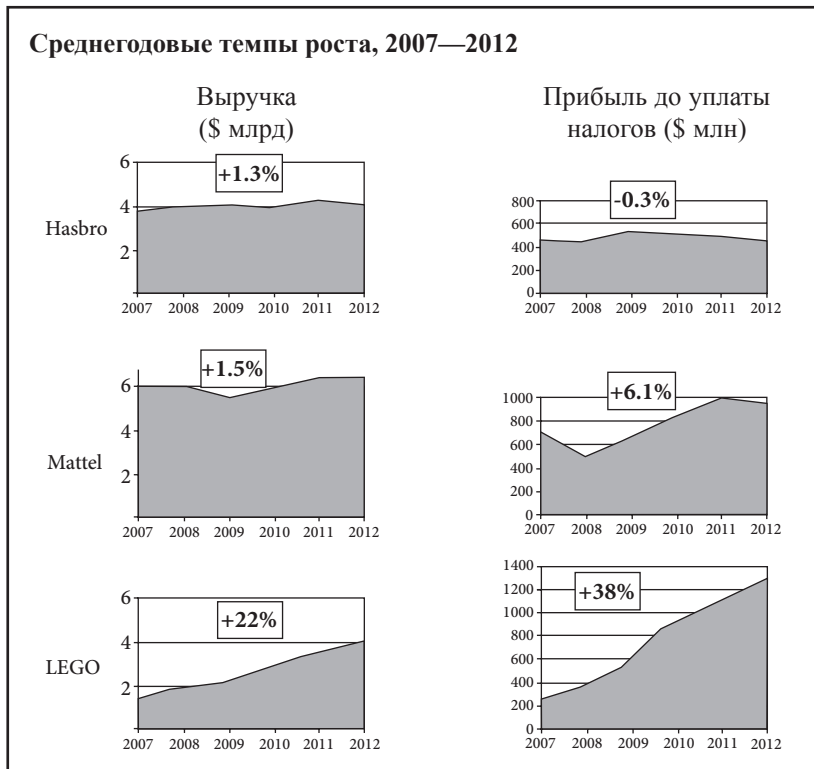 Среднегодовые темпы роста, 2007—2012
Выручка
($ млрд)
Прибыль до уплаты
налогов ($ млн)
Hasbro
6
4
2
+1.3%
2007 2008 2009 2010 2011 2012
800
600
400
200
0
-0.3%
2007 2008 2009 2010 2011 2012
Mattel
6
4
2
+1.5%
2007 2008 2009 2010 2011 2012
1000
800
600
400
200
0
+6.1%
2007 2008 2009 2010 2011 2012
LEGO
6
4
2
+22%
2007 2008 2009 2010 2011 2012
1400
1200
1000
800
600
400
200
0
+38%
2007 2008 2009 2010 2011 2012